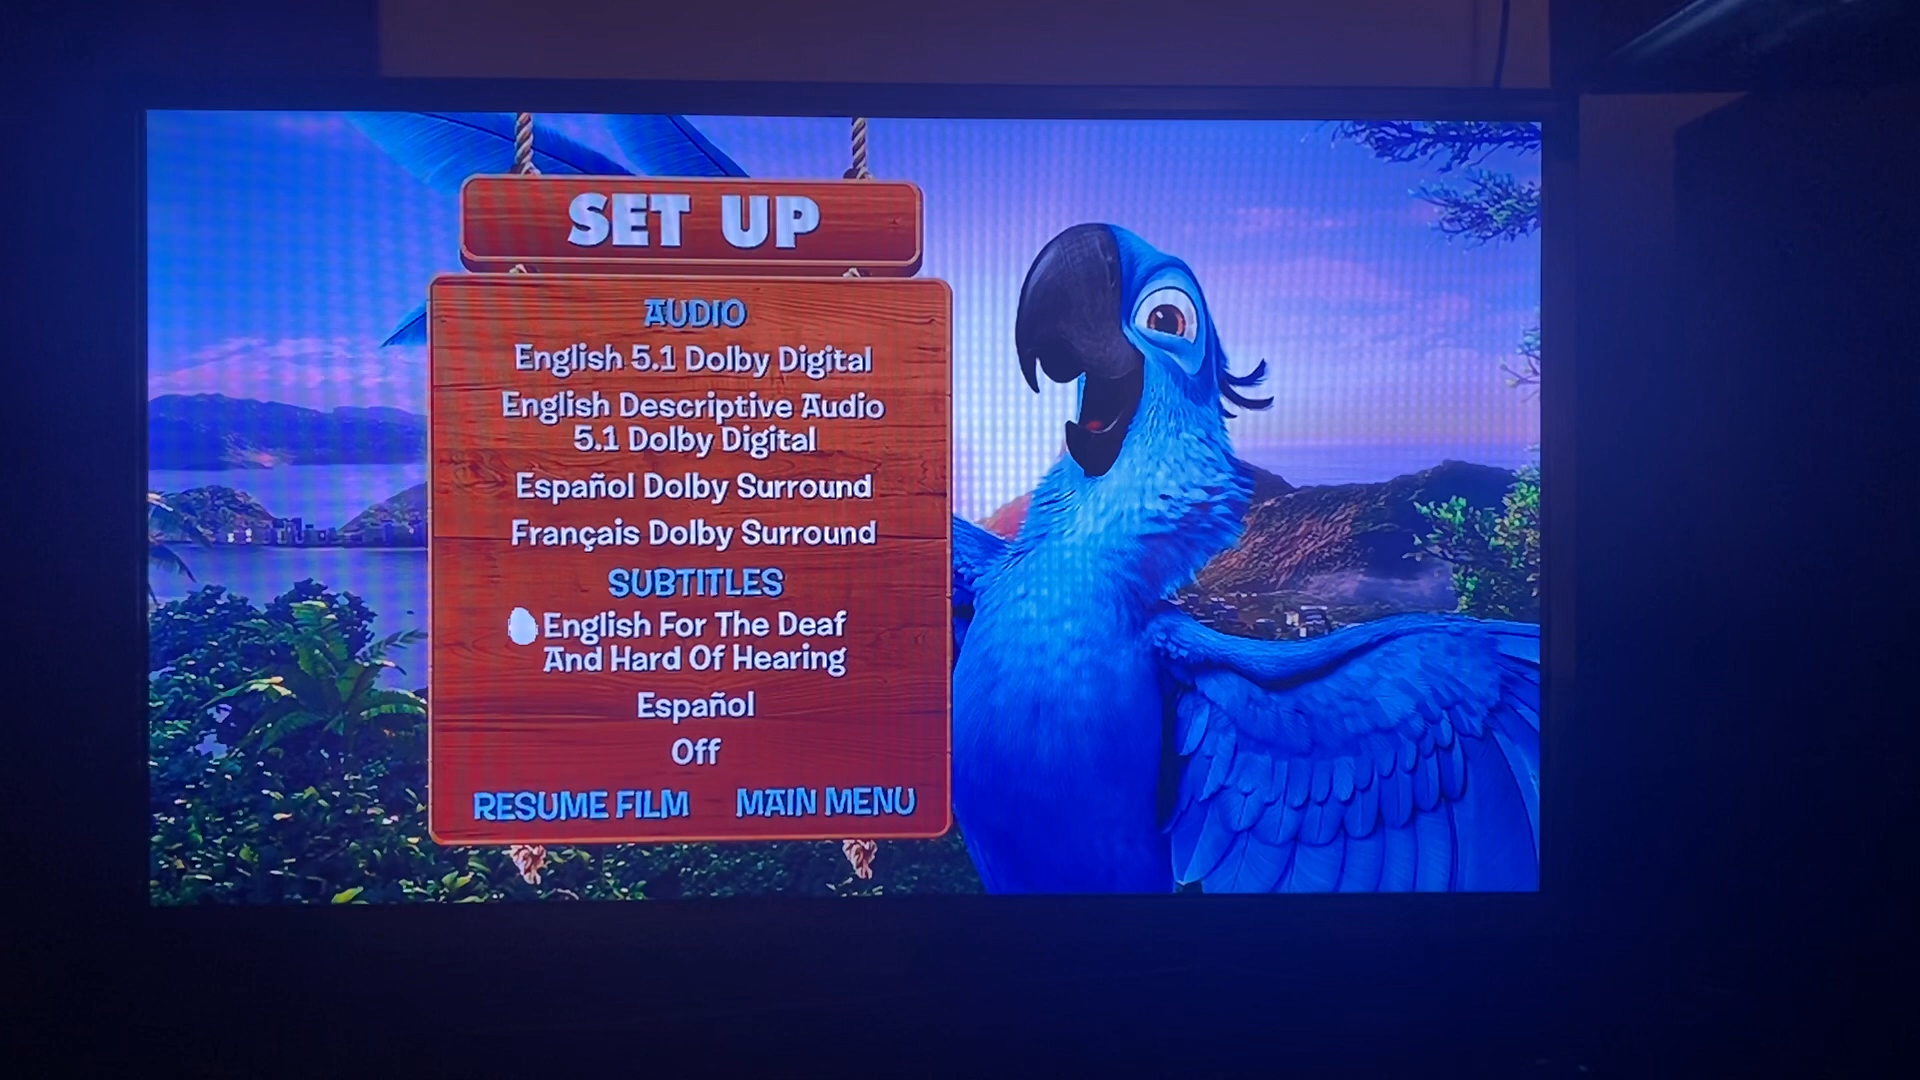 SET UP
AUDIO
English 5.1 Dolby Digital
English Descriptive Audio
5.1 Dolby Digital
Español Dolby Surround
Français Dolby Surround
SUBTITLES
English For The Deaf
And Hard Of Hearing
Español
Off
RESUME FILM MAIN MENU